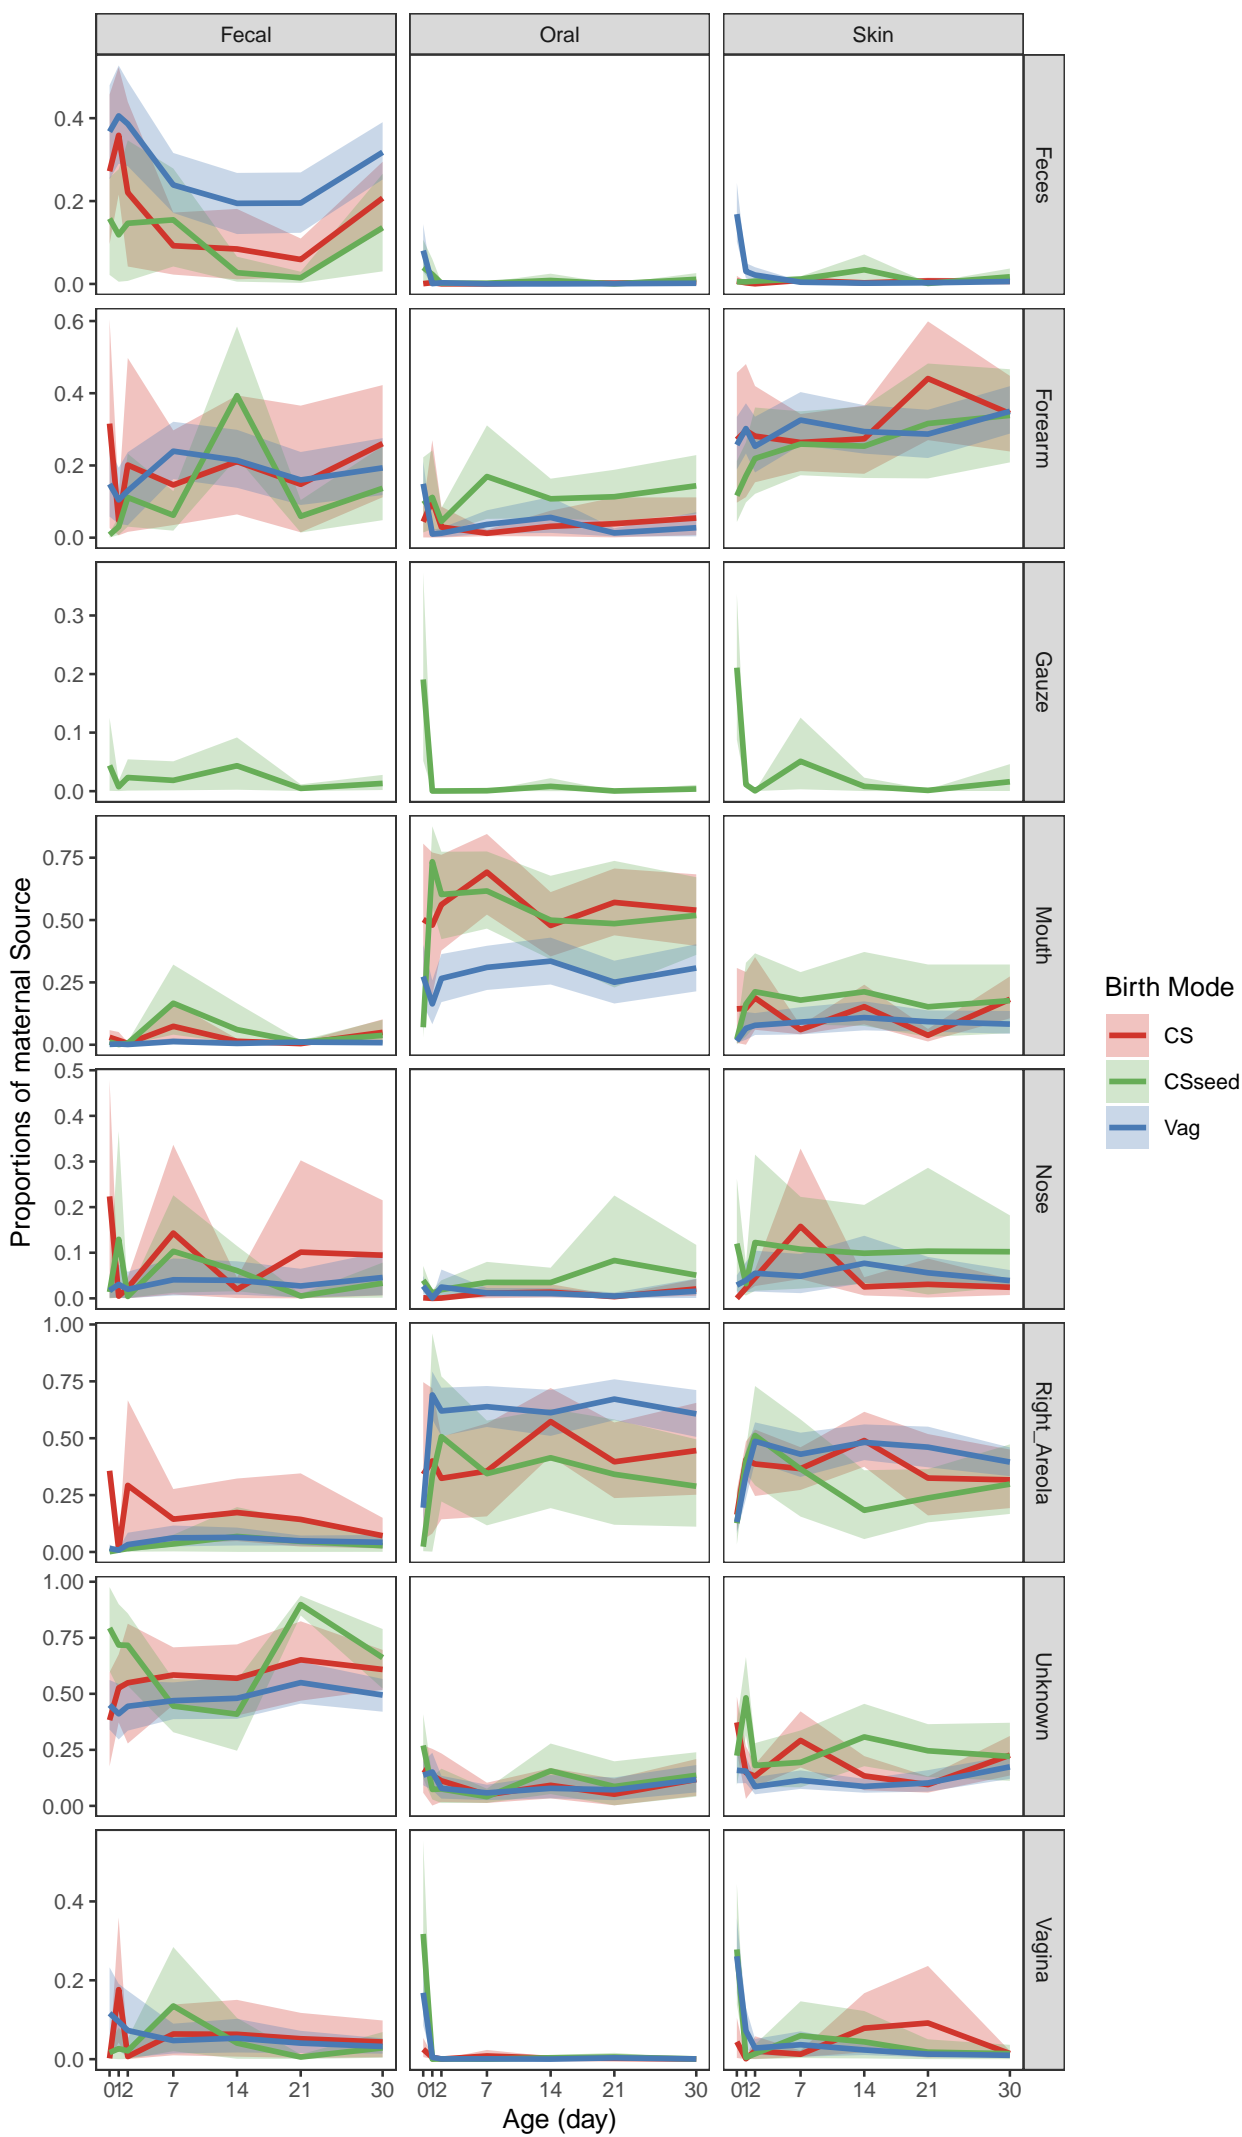 Fecal Oral Skin
0.4
0.2
0.0
Feces
0.6
0.4
0.2
0.0
Forearm
0.3
0.2
0.1
0.0
Gauze
0.75
0.50
0.25
0.00
Mouth
0.5
0.4
0.3
0.2
0.1
0.0
Nose
1.00
0.75
0.50
0.25
0.00
Right_Areola
1.00
0.75
0.50
0.25
0.00
Unknown
0.4
0.2
0.0
Vagina
0 1 2 7 14 21 30 0 1 2 7 14 21 30 0 1 2 7 14 21 30
Age (day)
Proportions of maternal Source
Birth Mode
CS
CSseed
Vag